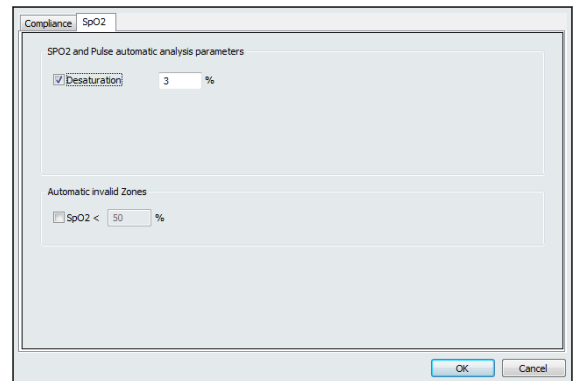 Compliance SpO2
SPO2 and Pulse automatic analysis parameters
Desaturation 3 %
Automatic invalid Zones
SpO2 < 50 %
OK Cancel